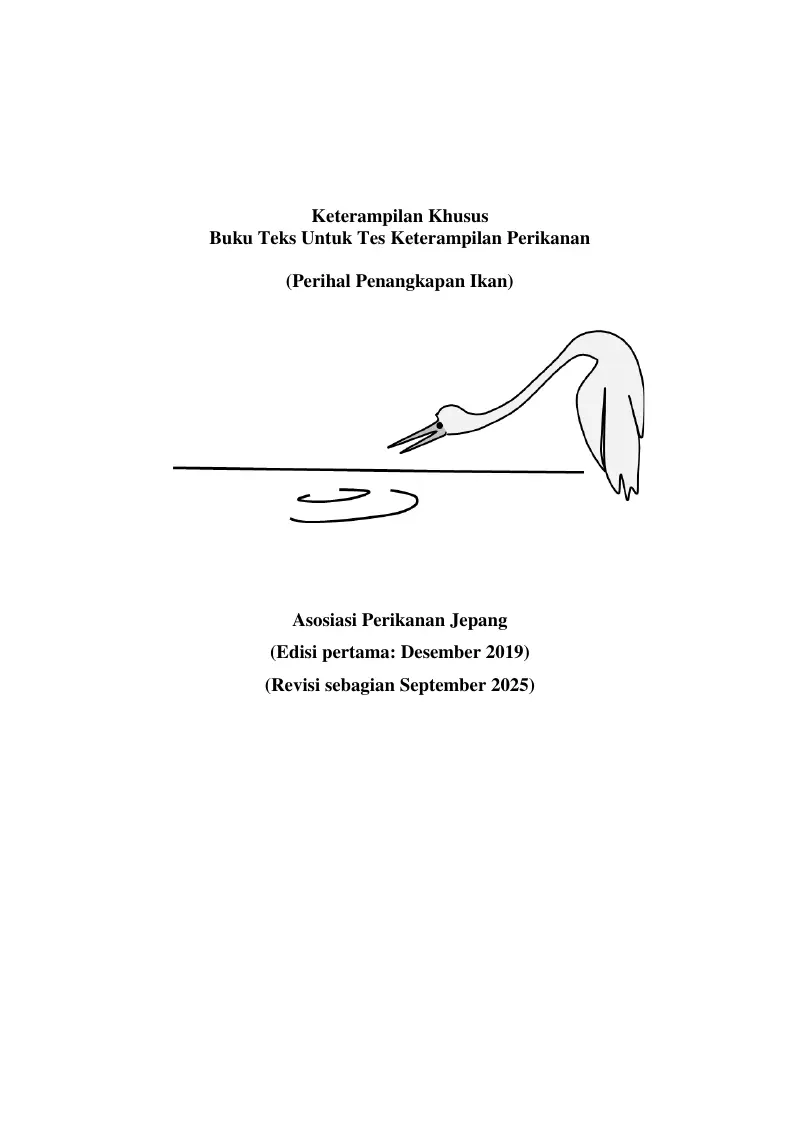 Keterampilan Khusus
Buku Teks Untuk Tes Keterampilan Perikanan
(Perihal Penangkapan Ikan)
Asosiasi Perikanan Jepang
(Edisi pertama: Desember 2019)
(Revisi sebagian September 2025)